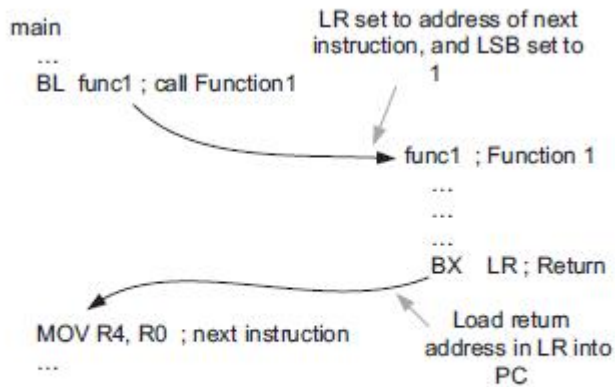 LR set to address of next
instruction, and LSB set to
1
main
...
BL func1 ; call Function1
func1 ; Function 1
...
...
...
BX LR ; Return
MOV R4, R0 ; next instruction
...
Load return
address in LR into
PC